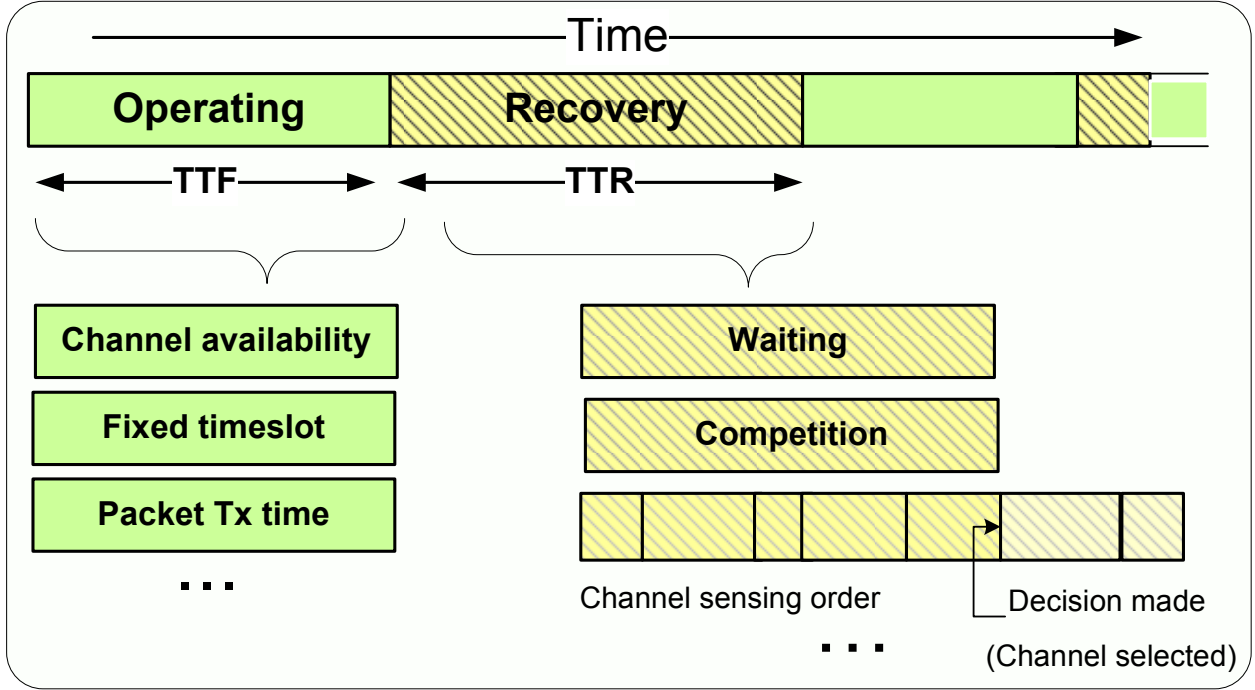 Time
Operating
Recovery
TTF
TTR
Channel availability
Waiting
Fixed timeslot
Competition
Packet Tx time
...
Channel sensing order
Decision made
...
(Channel selected)